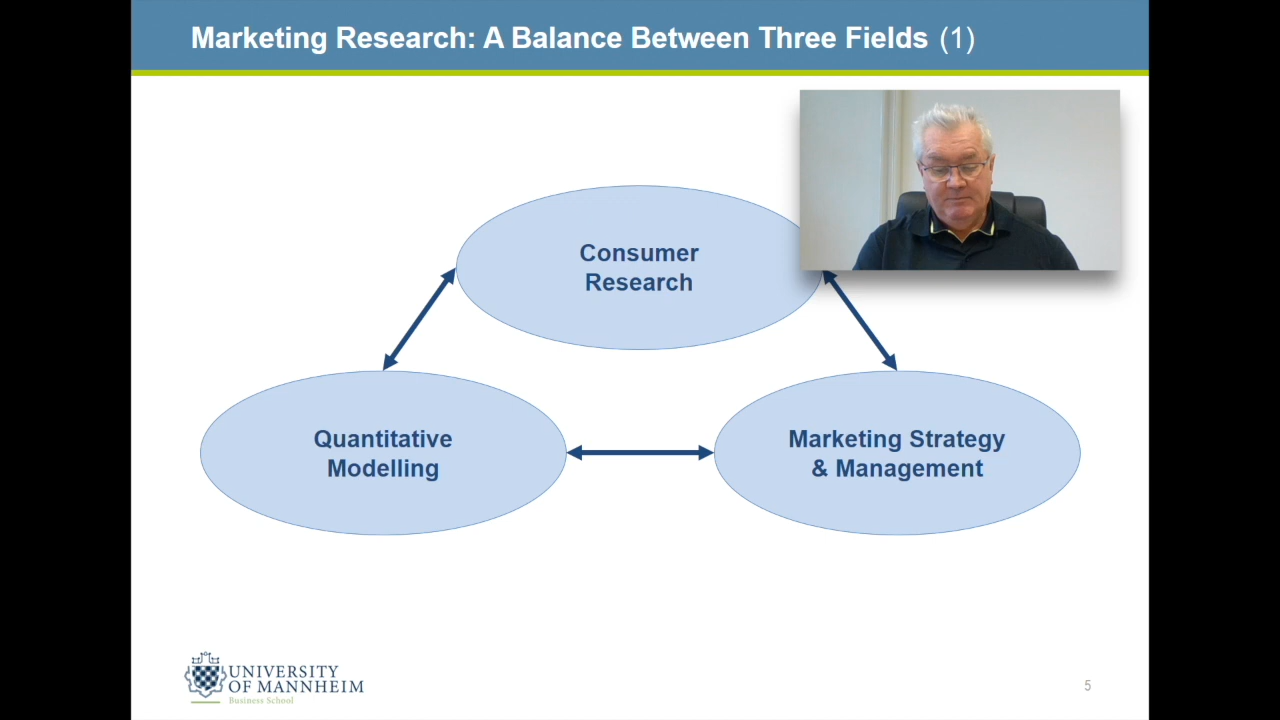 Marketing Research: A Balance Between Three Fields (1)
Consumer
Research
Quantitative
Modelling
Marketing Strategy
& Management
UNIVERSITY
OF MANNHEIM
Business School
5